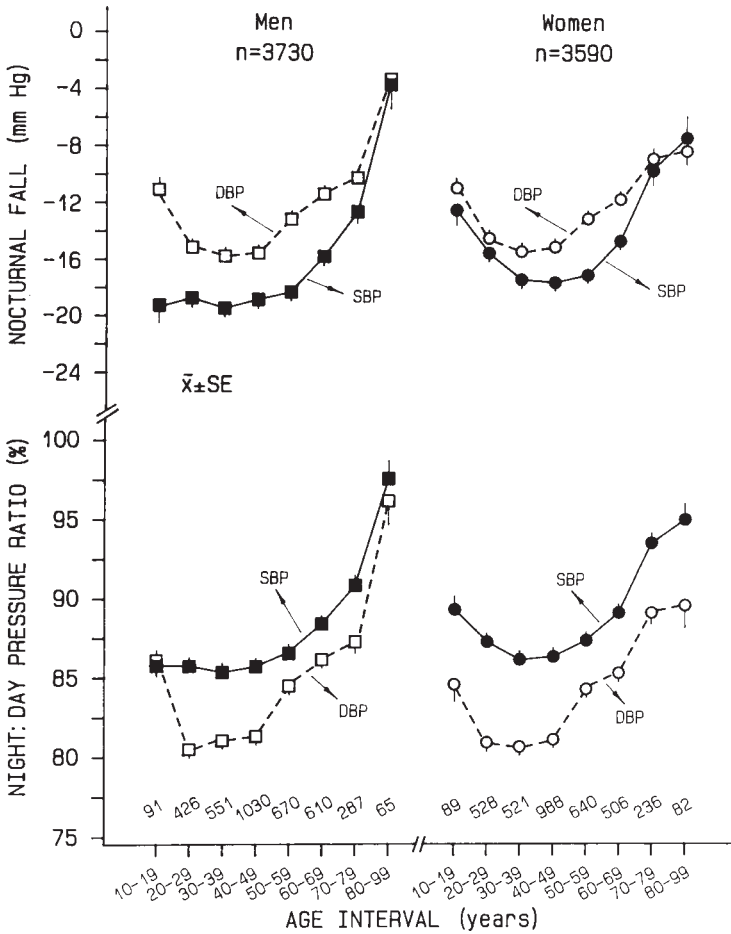 Men
n=3730
Women
n=3590
NOCTURNAL FALL (mm Hg)
0
-4
-8
-12
-16
-20
-24
DBP
SBP
DBP
SBP
x̄±SE
NIGHT:DAY PRESSURE RATIO (%)
100
95
90
85
80
75
SBP
DBP
SBP
DBP
91 426 551 1030 670 610 287 65
89 528 521 988 640 506 236 82
10-19 20-29 30-39 40-49 50-59 60-69 70-79 80-99
10-19 20-29 30-39 40-49 50-59 60-69 70-79 80-99
AGE INTERVAL (years)